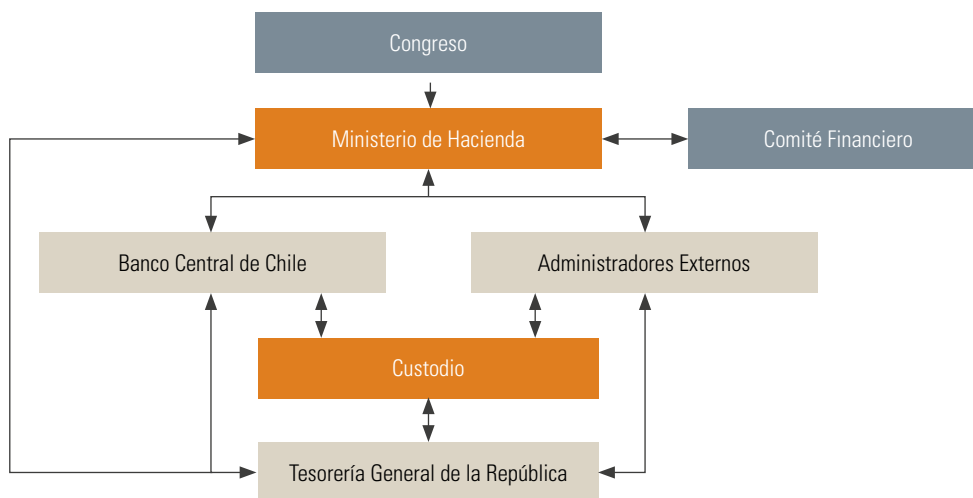 Congreso
Ministerio de Hacienda
Comité Financiero
Banco Central de Chile
Administradores Externos
Custodio
Tesorería General de la República